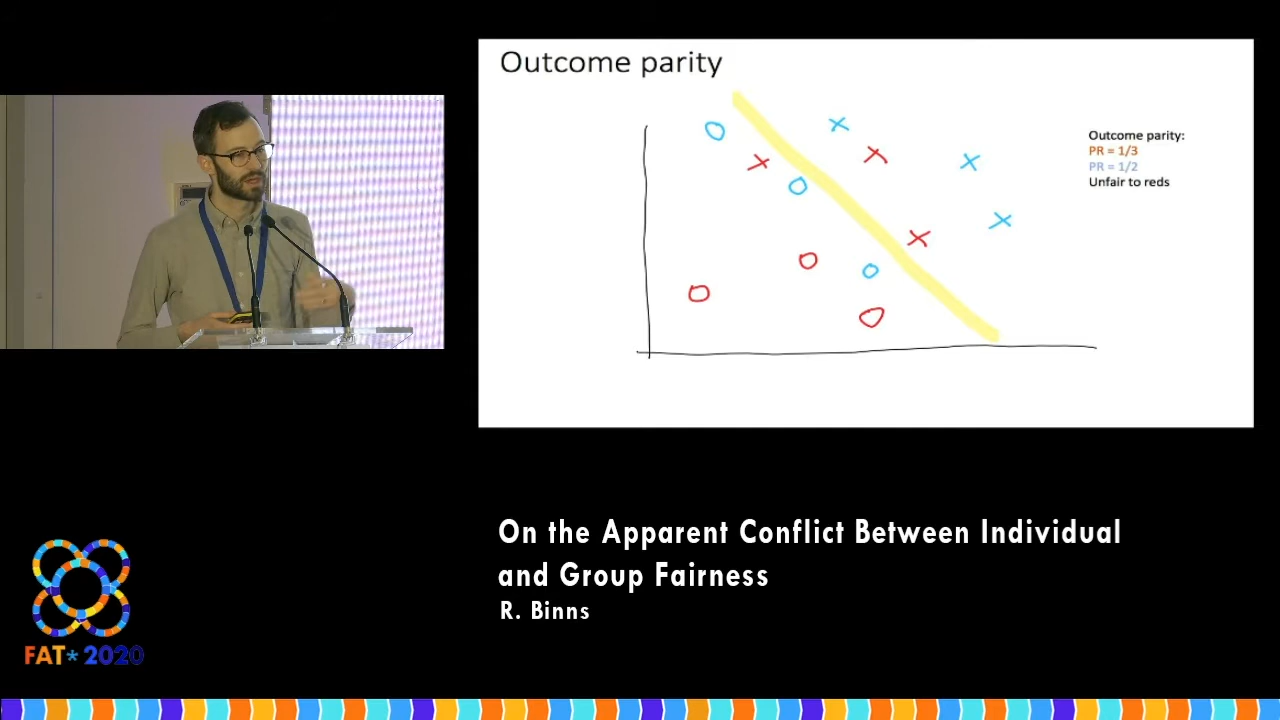 Outcome parity
Outcome parity:
PR = 1/3
PR = 1/2
Unfair to reds
On the Apparent Conflict Between Individual
and Group Fairness
R. Binns
FAT* 2020